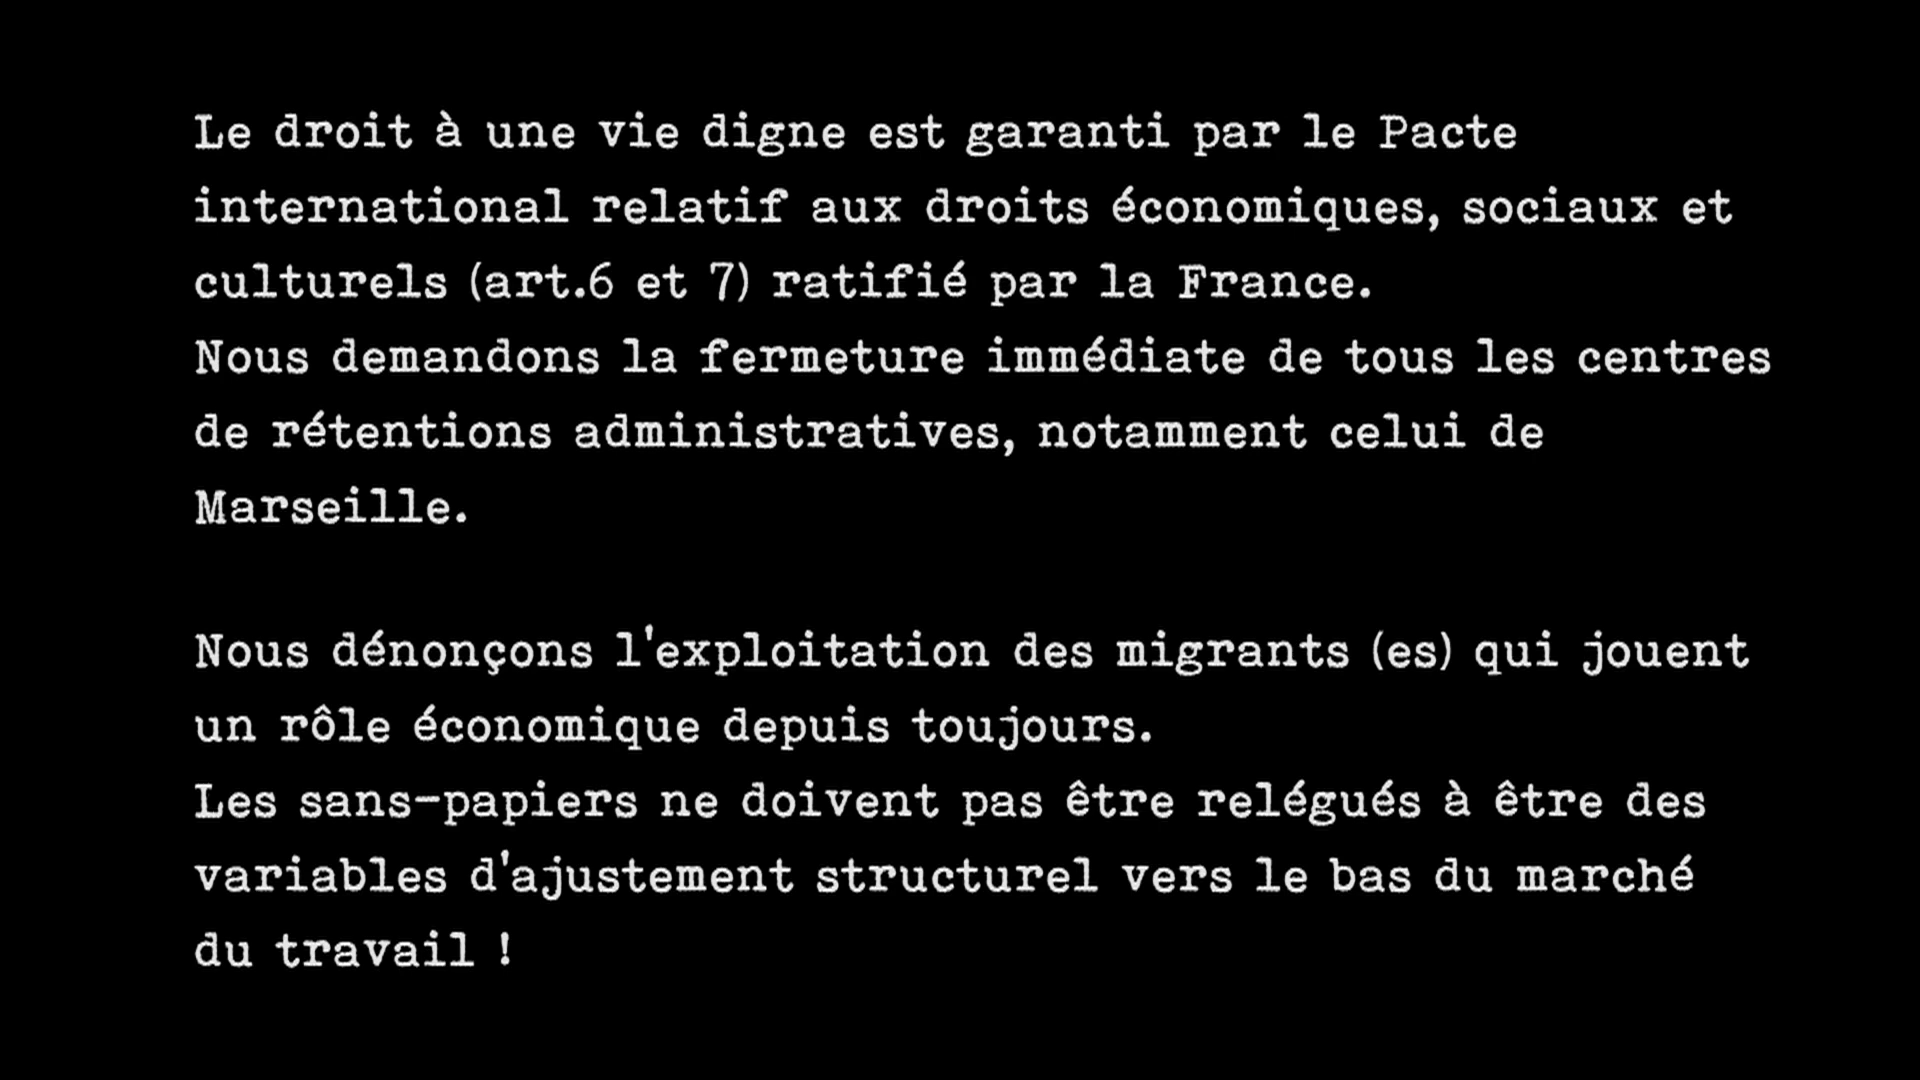 Le droit à une vie digne est garanti par le Pacte
international relatif aux droits économiques, sociaux et
culturels (art.6 et 7) ratifié par la France.
Nous demandons la fermeture immédiate de tous les centres
de rétentions administratives, notamment celui de
Marseille.
Nous dénonçons l'exploitation des migrants (es) qui jouent
un rôle économique depuis toujours.
Les sans-papiers ne doivent pas être relégués à être des
variables d'ajustement structurel vers le bas du marché
du travail !